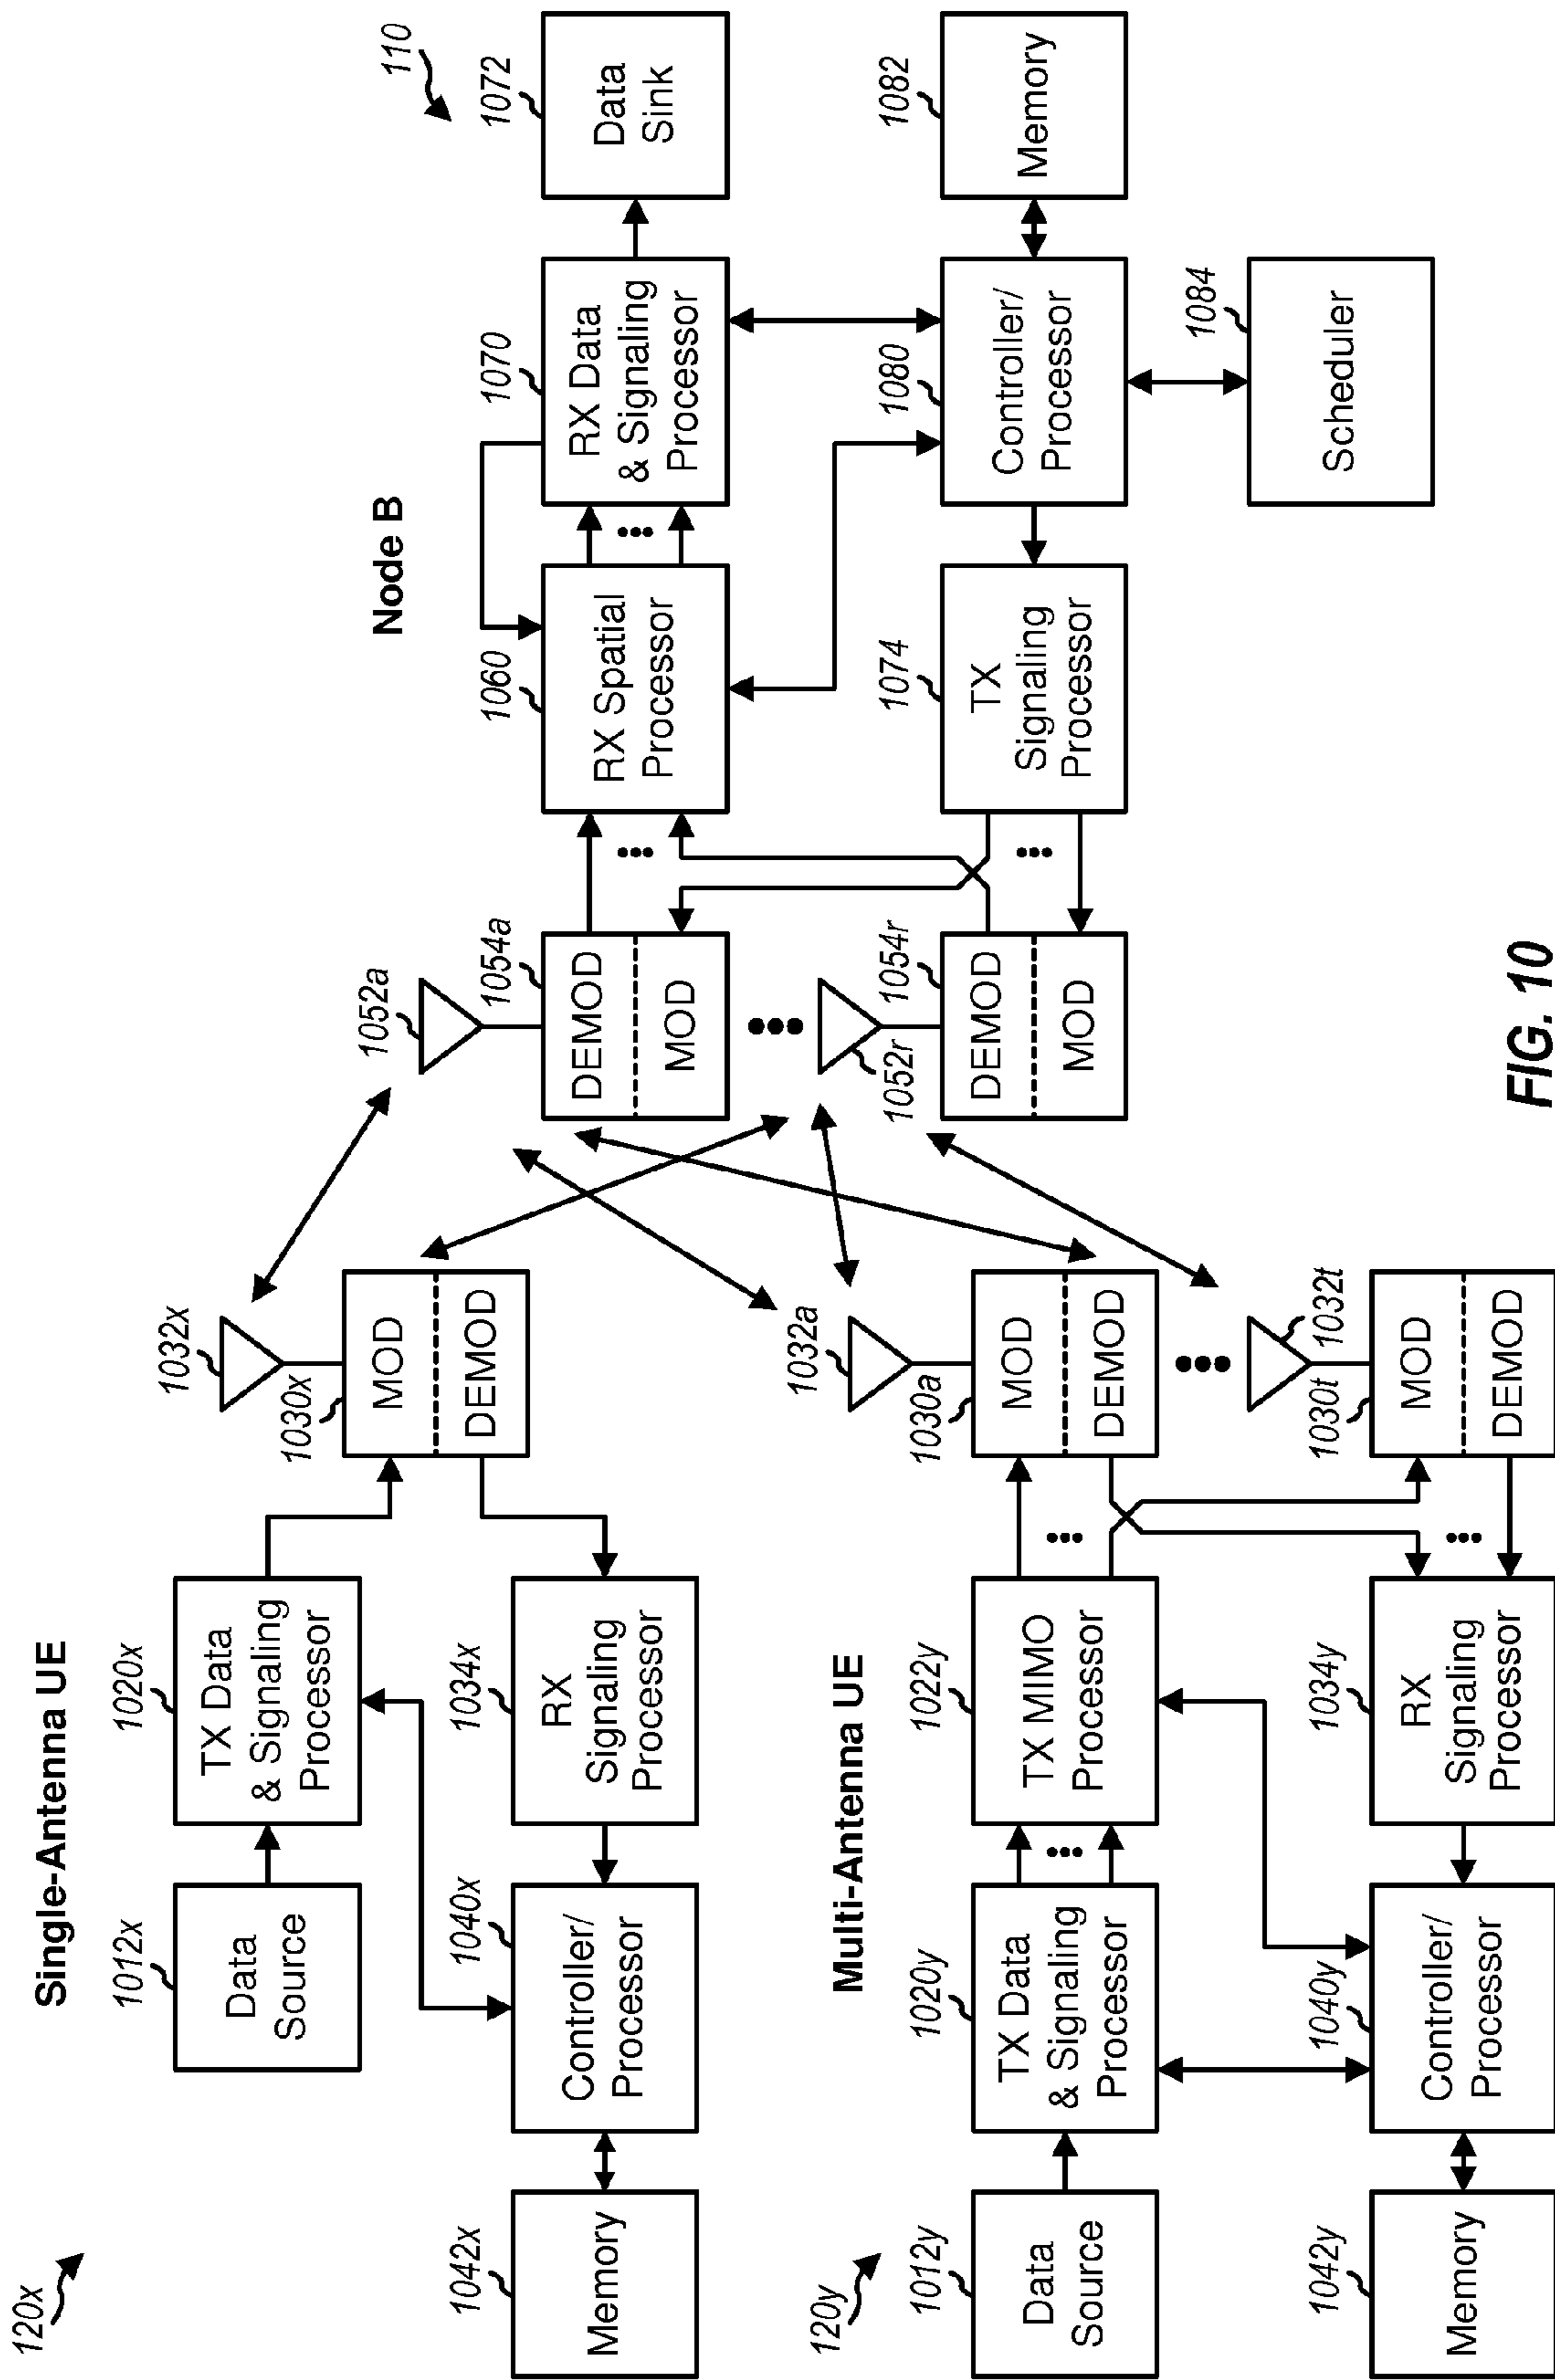 120x
Single-Antenna UE
1012x
Data
Source
1020x
TX Data
& Signaling
Processor
1032x
1030x
MOD
DEMOD
1042x
Memory
1040x
Controller/
Processor
1034x
RX
Signaling
Processor
120y
Multi-Antenna UE
1012y
Data
Source
1020y
TX Data
& Signaling
Processor
1022y
TX MIMO
Processor
1032a
1030a
MOD
DEMOD
1042y
Memory
1040y
Controller/
Processor
1034y
RX
Signaling
Processor
1032t
1030t
MOD
DEMOD
110
Node B
1052a
1054a
DEMOD
MOD
1060
RX Spatial
Processor
1070
RX Data
& Signaling
Processor
1072
Data
Sink
1052r
1054r
DEMOD
MOD
1074
TX
Signaling
Processor
1080
Controller/
Processor
1082
Memory
1084
Scheduler
FIG. 10